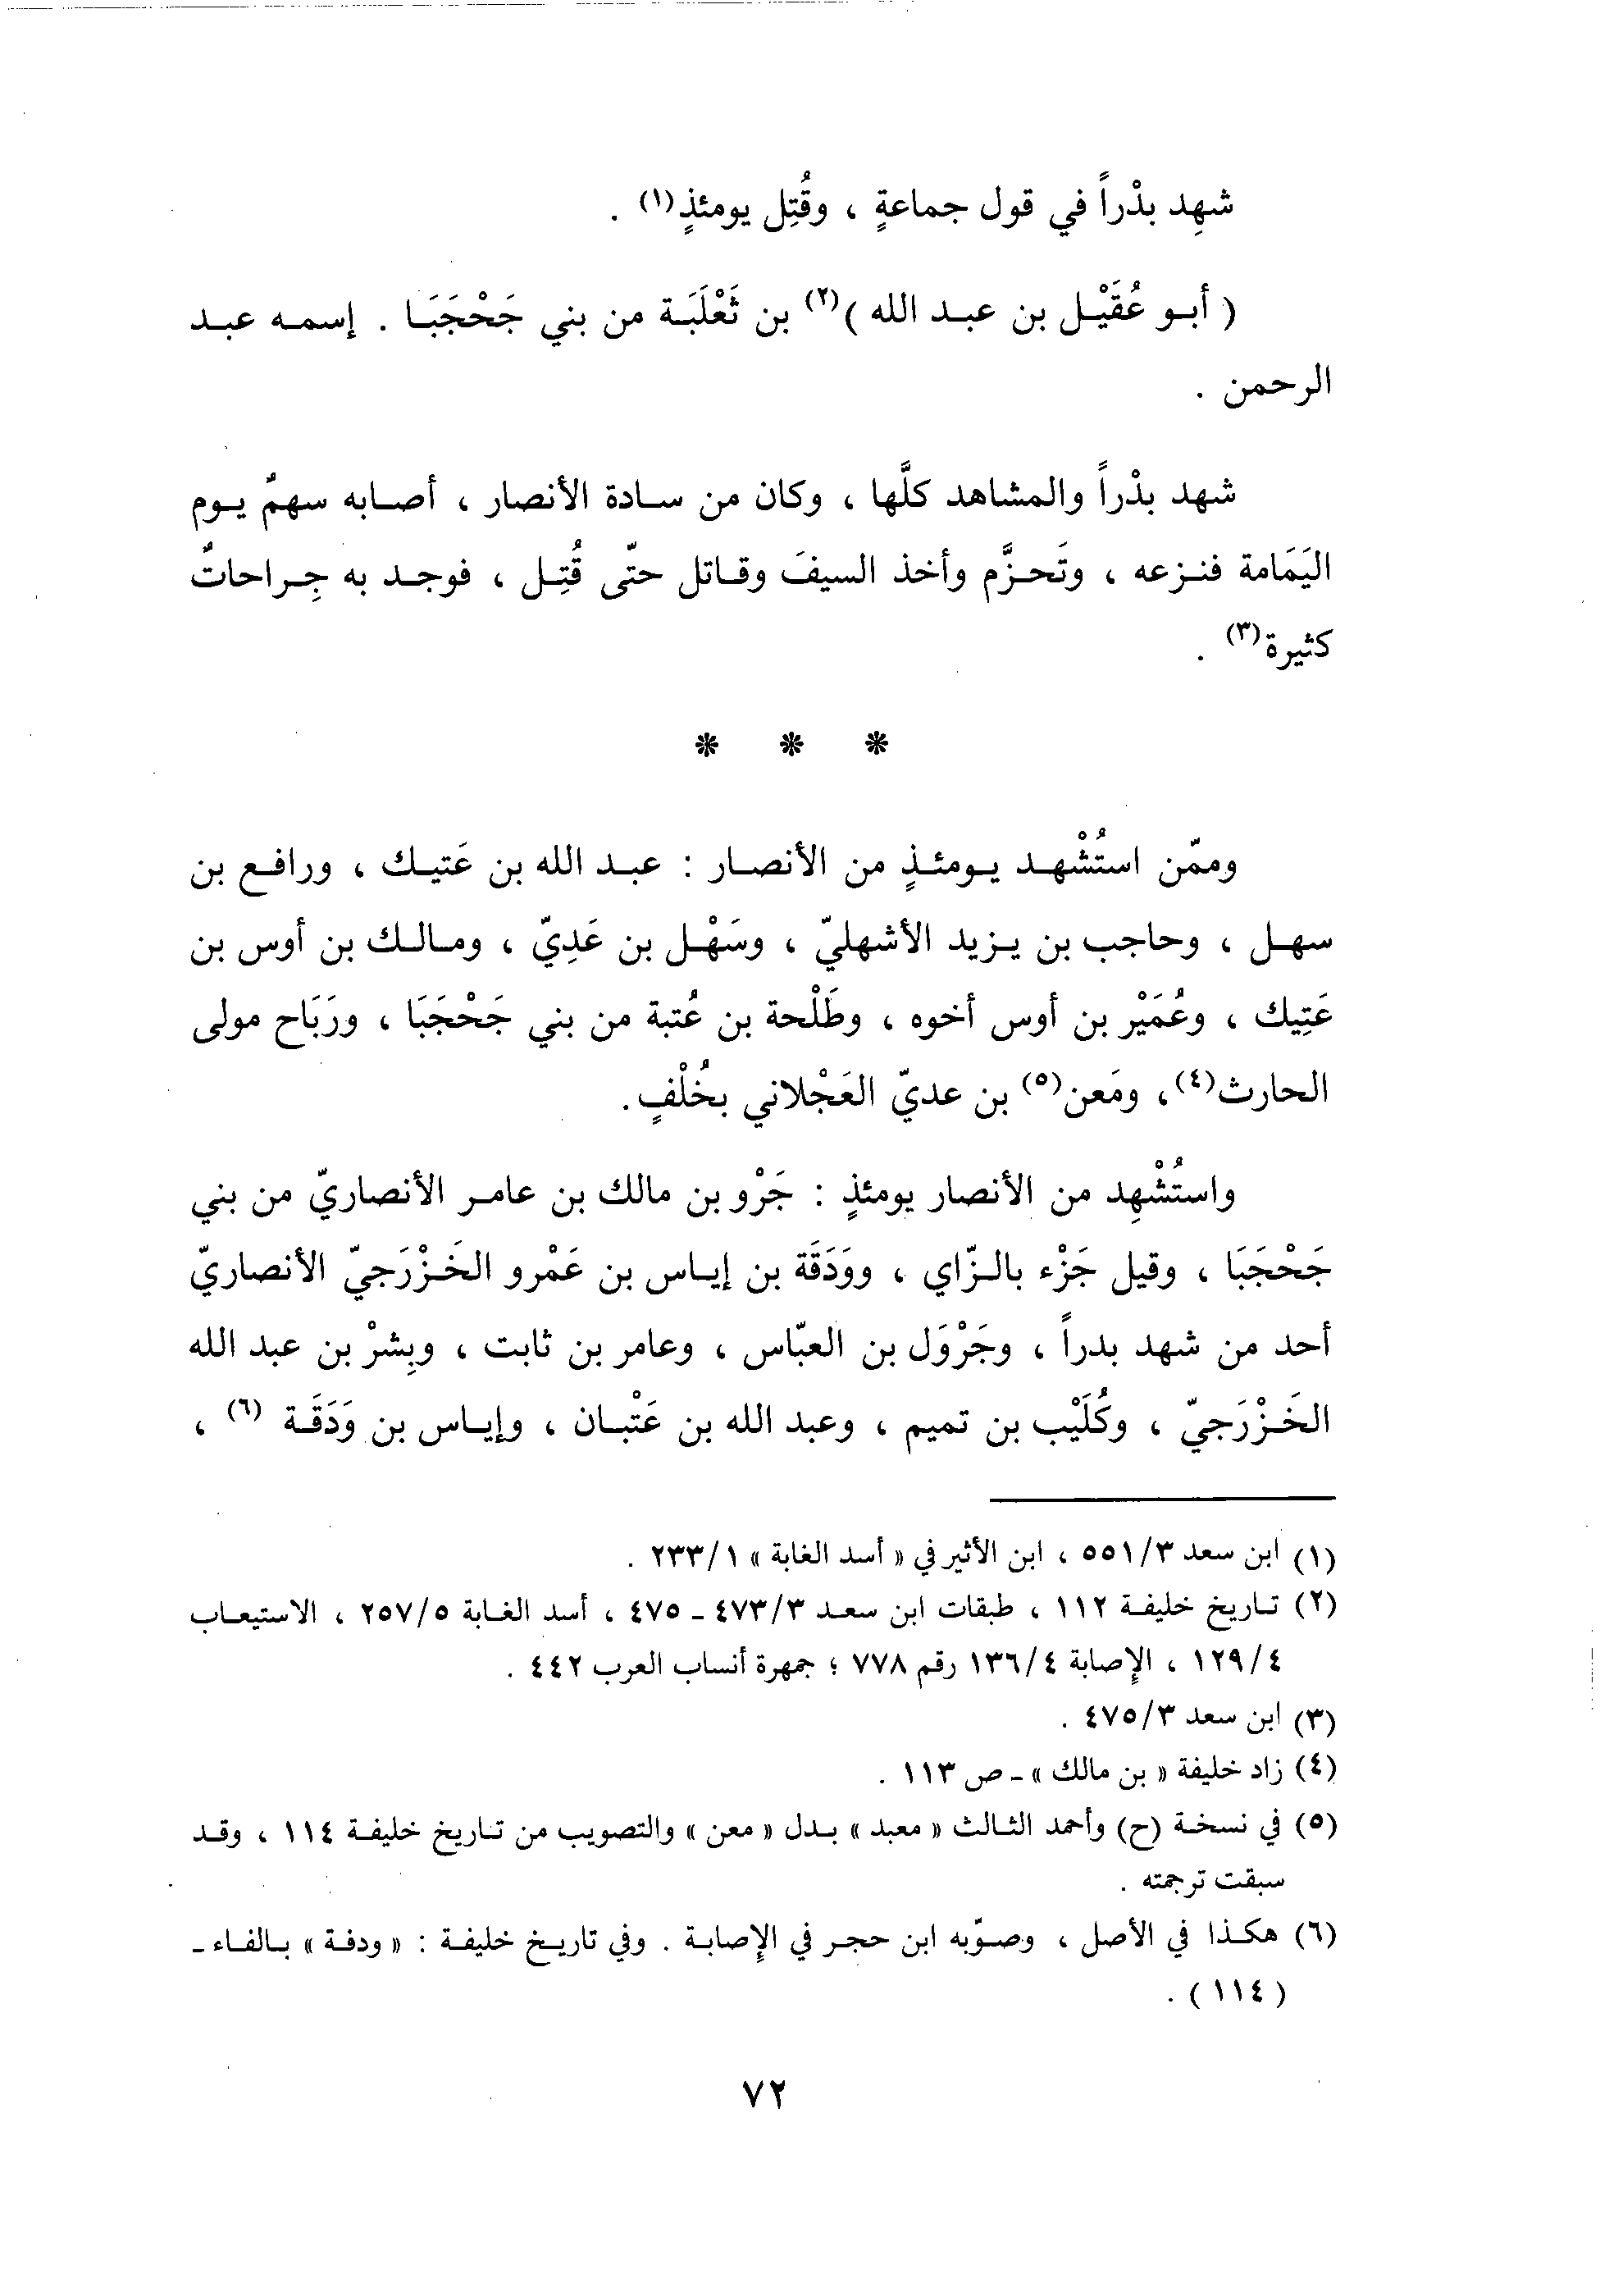 شهِد بدْراً في قول جماعةٍ ، وقُتِل يومئذٍ(١) .
( أبو عُقَيْل بن عبد الله )(٢) بن ثَعْلَبَة من بني جَحْجَبَا . إسمه عبد
الرحمن .
شهد بدْراً والمشاهد كلَّها ، وكان من سادة الأنصار ، أصابه سهمٌ يوم
اليَمَامة فنزعه ، وتَحزَّم وأخذ السيفَ وقاتل حتّى قُتِل ، فوجد به جِراحاتٌ
كثيرة(٣) .
* * *
وممّن استُشْهد يومئذٍ من الأنصار : عبد الله بن عَتيك ، ورافع بن
سهل ، وحاجب بن يزيد الأشهليّ ، وسَهْل بن عَدِيّ ، ومالك بن أوس بن
عَتِيك ، وعُمَيْر بن أوس أخوه ، وطَلْحة بن عُتبة من بني جَحْجَبَا ، ورَبَاح مولى
الحارث(٤)، ومَعن(٥) بن عديّ العَجْلاني بخُلْفٍ.
واستُشْهِد من الأنصار يومئذٍ : جَرْو بن مالك بن عامر الأنصاريّ من بني
جَحْجَبَا ، وقيل جَزْء بالزّاي ، ووَدَقَة بن إياس بن عَمْرو الخَزْرَجيّ الأنصاريّ
أحد من شهد بدراً ، وجَرْوَل بن العبّاس ، وعامر بن ثابت ، وبِشرْ بن عبد الله
الخَزْرَجيّ ، وكُلَيْب بن تميم ، وعبد الله بن عَتْبان ، وإياس بن وَدَقَة (٦) ،
(١) ابن سعد ٥٥١/٣ ، ابن الأثير في « أسد الغابة » ٢٣٣/١ .
(٢) تاريخ خليفة ١١٢ ، طبقات ابن سعد ٤٧٣/٣ ـ ٤٧٥ ، أسد الغابة ٢٥٧/٥ ، الاستيعاب
١٢٩/٤ ، الإصابة ١٣٦/٤ رقم ٧٧٨ ؛ جمهرة أنساب العرب ٤٤٢ .
(٣) ابن سعد ٤٧٥/٣ .
(٤) زاد خليفة « بن مالك » ـ ص ١١٣ .
(٥) في نسخة (ح) وأحمد الثالث « معبد » بدل « معن » والتصويب من تاريخ خليفة ١١٤ ، وقد
سبقت ترجمته .
(٦) هكذا في الأصل ، وصوّبه ابن حجر في الإصابة . وفي تاريخ خليفة : « ودفة » بالفاء ـ
( ١١٤ ) .
٧٢